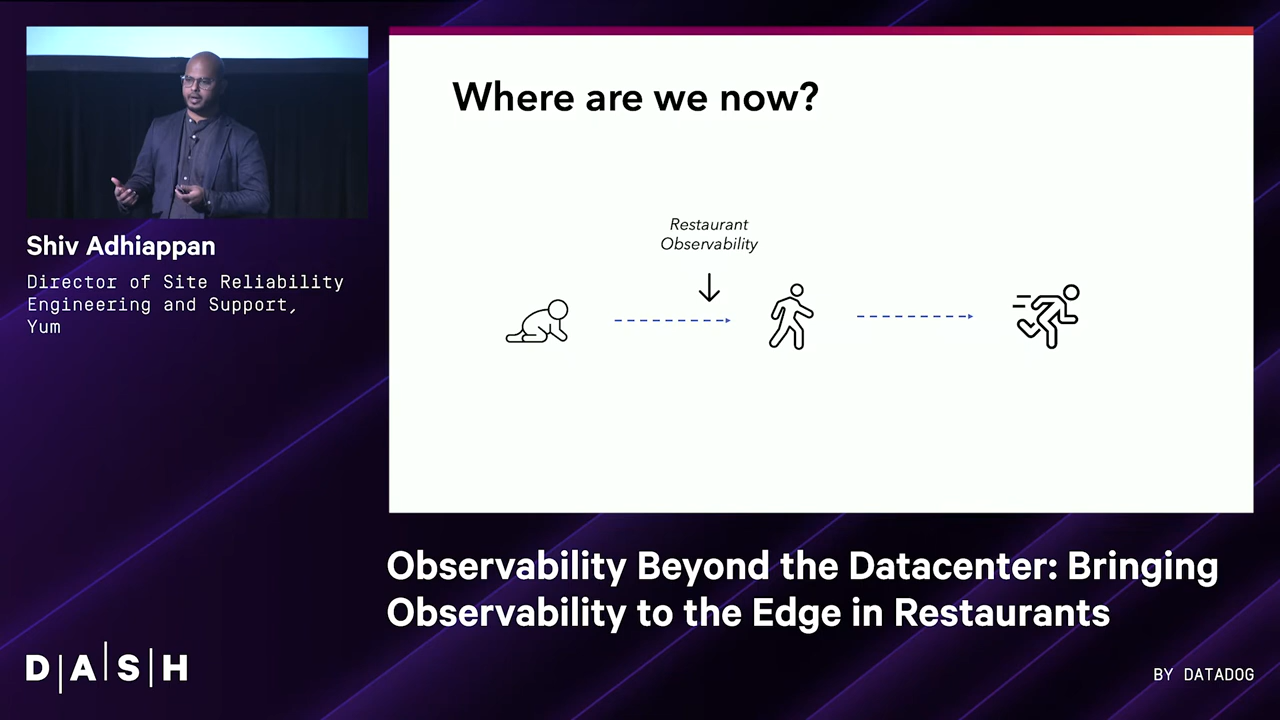 Where are we now?
Restaurant
Observability
Shiv Adhiappan
Director of Site Reliability
Engineering and Support,
Yum
Observability Beyond the Datacenter: Bringing
Observability to the Edge in Restaurants
D|A|S|H
BY DATADOG